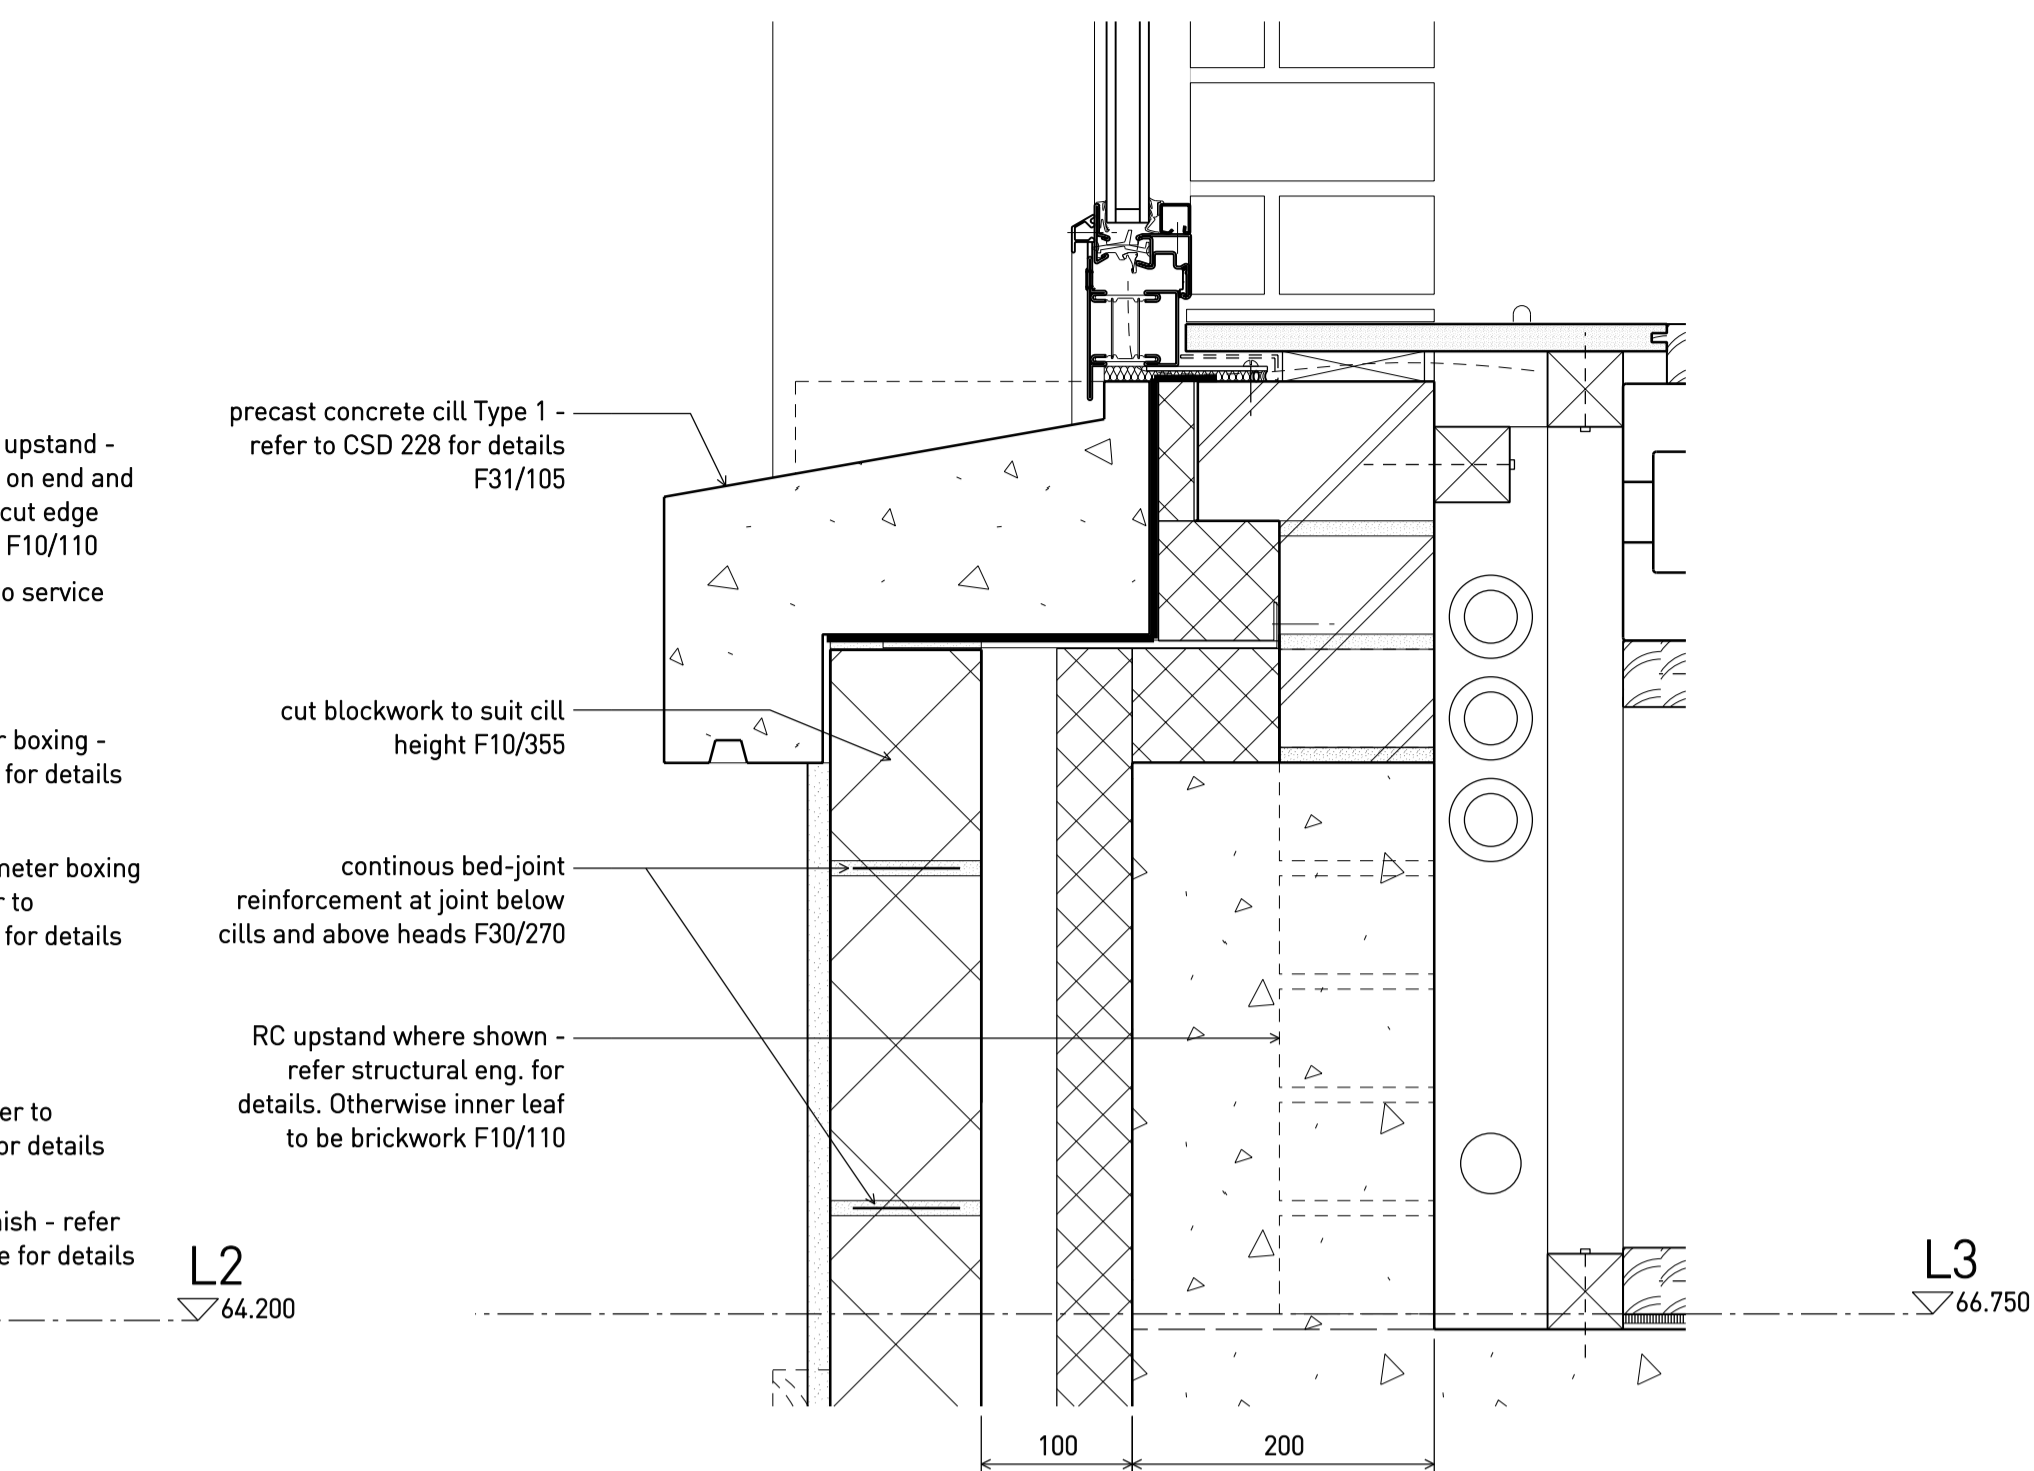 upstand -
on end and
cut edge
F10/110
o service
r boxing -
for details
meter boxing
r to
for details
er to
or details
ish - refer
e for details
L2
64.200
precast concrete cill Type 1 -
refer to CSD 228 for details
F31/105
cut blockwork to suit cill
height F10/355
continous bed-joint
reinforcement at joint below
cills and above heads F30/270
RC upstand where shown -
refer structural eng. for
details. Otherwise inner leaf
to be brickwork F10/110
L3
66.750
100
200